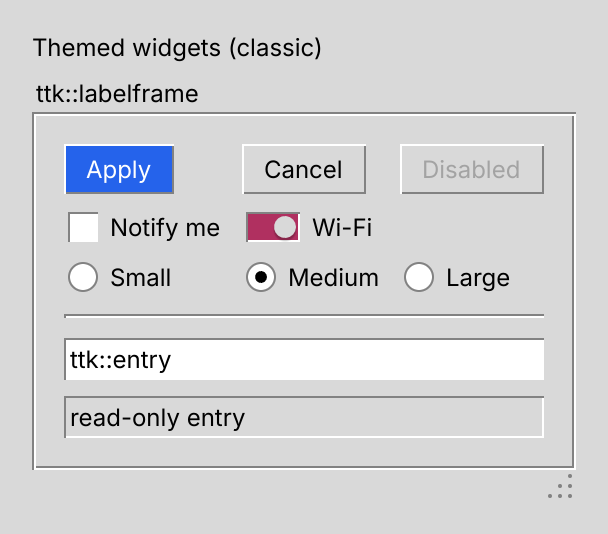 Themed widgets (classic)
ttk::labelframe
Apply Cancel Disabled
Notify me Wi-Fi
Small Medium Large
ttk::entry
read-only entry